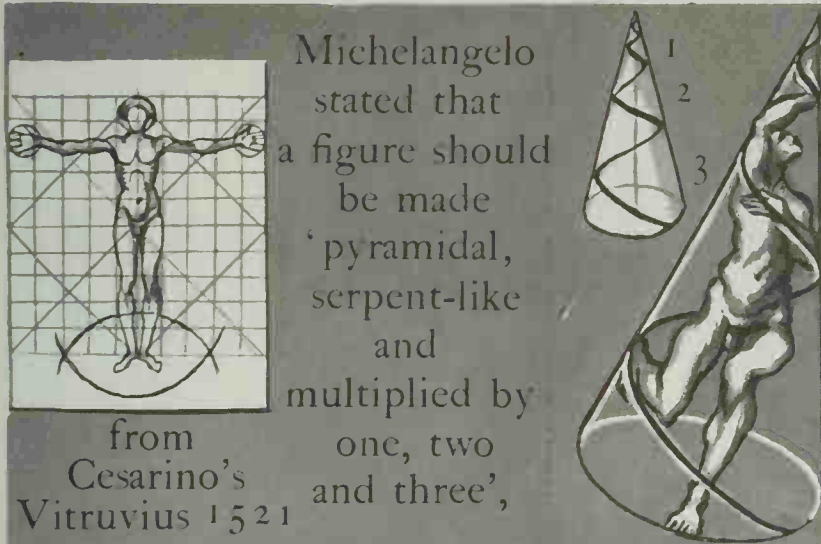 Michelangelo
stated that
a figure should
be made
‘pyramidal,
serpent-like
and
multiplied by
one, two
and three’,
from
Cesarino’s
Vitruvius 1521
1
2
3